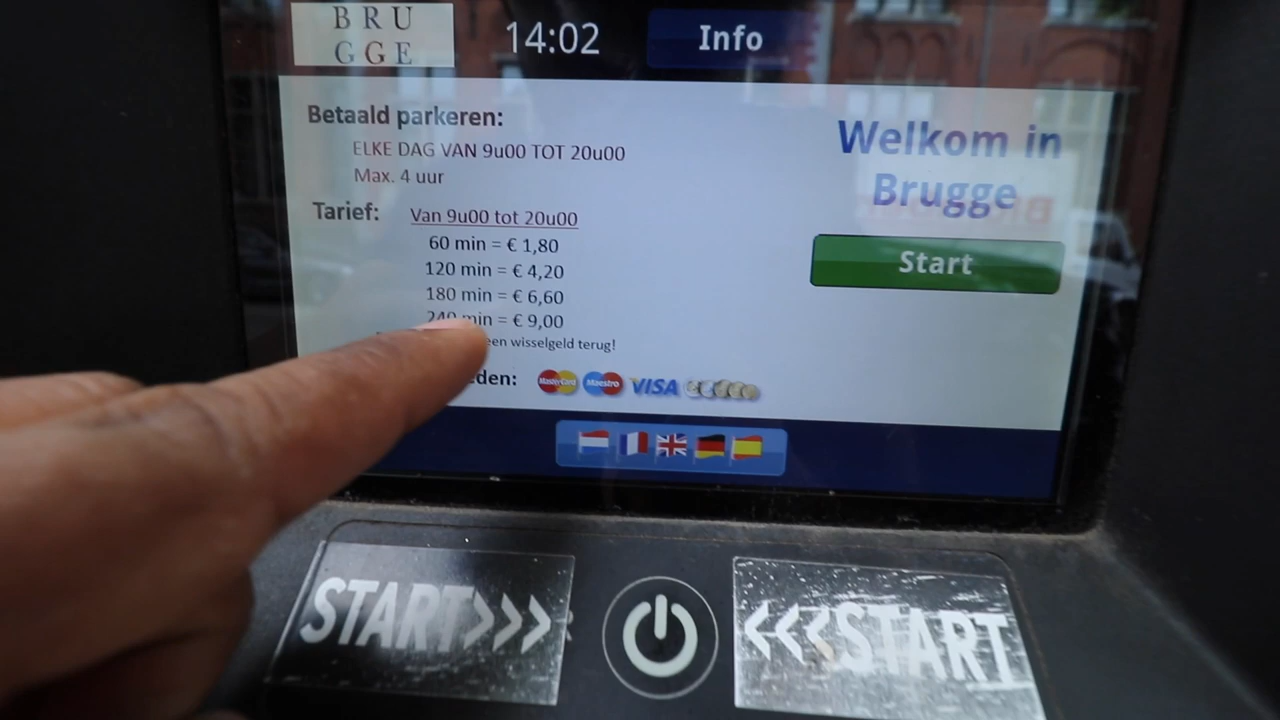 BRU
GGE
14:02
Info
Betaald parkeren:
ELKE DAG VAN 9u00 TOT 20u00
Max. 4 uur
Tarief:
Van 9u00 tot 20u00
60 min = € 1,80
120 min = € 4,20
180 min = € 6,60
240 min = € 9,00
wisselgeld terug!
MasterCard Maestro VISA
Welkom in
Brugge
Start
START>>>
<<<START